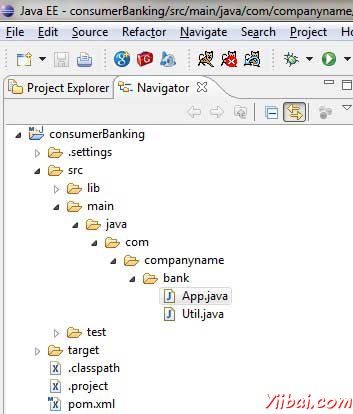 Java EE - consumerBanking/src/main/java/com/companyname
File Edit Source Refactor Navigate Search Project
Project Explorer Navigator
consumerBanking
.settings
src
lib
main
java
com
companyname
bank
App.java
Util.java
test
target
.classpath
.project
pom.xml
Yiibai.com